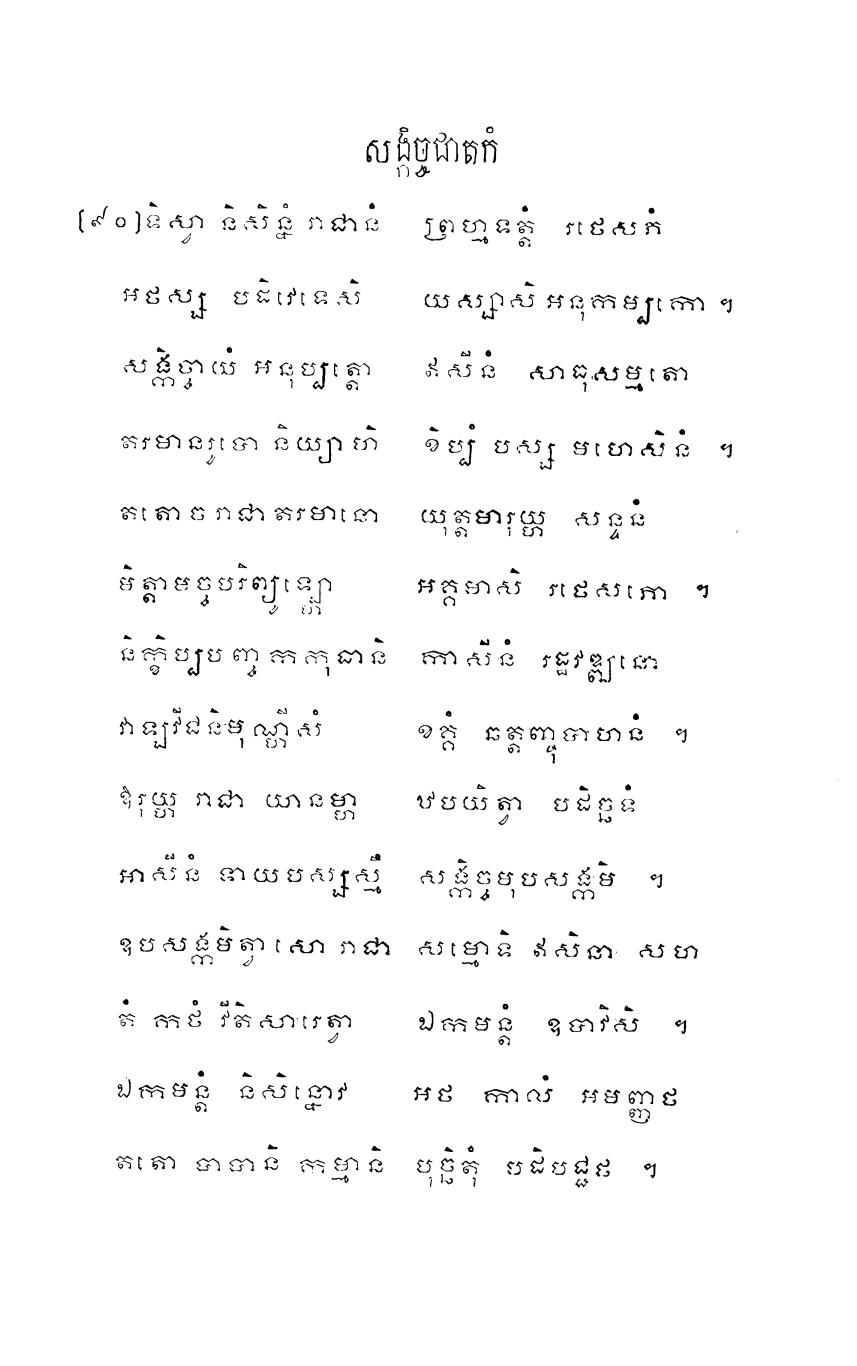 សង្កិច្ចជាតកំ
(៩០)ទិស្វា និសិន្នំ រាជានំ ព្រហ្មទត្តំ រថេសភំ
អថស្ស បដិវេទេសិ យស្សាសិ អនុកម្បកោ ។
សង្កិច្ចាយំ អនុប្បត្តោ ឥសីនំ សាធុសម្មតោ
តរមានរូបោ និយ្យាហិ ខិប្បំ បស្ស មហេសិនំ ។
តតោ ច រាជា តរមានោ យុត្តមារុយ្ហ សន្ទនំ
មិត្តាមច្ចបរិព្យូឡ្ហោ អគ្គមាសិ រថេសភោ ។
និក្ខិប្ប បញ្ច កកុធានិ កាសីនំ រដ្ឋវឌ្ឍនោ
វាឡវីជនិមុណ្ហីសំ ខគ្គំ ឆត្តញ្ចុបាហនំ ។
ឱរុយ្ហ រាជា យានម្ហា ឋបយិត្វា បដិច្ឆទំ
អាសីនំ ទាយបស្សស្មឹ សង្កិច្ចមុបសង្កមិ ។
ឧបសង្កមិត្វា សោ រាជា សម្មោទិ ឥសិនា សហ
តំ កថំ វីតិសារេត្វា ឯកមន្តំ ឧបាវិសិ ។
ឯកមន្តំ និសិន្នោវ អថ កាលំ អមញ្ញថ
តតោ បាបានិ កម្មានិ បុច្ឆិតុំ បដិបជ្ជថ ។